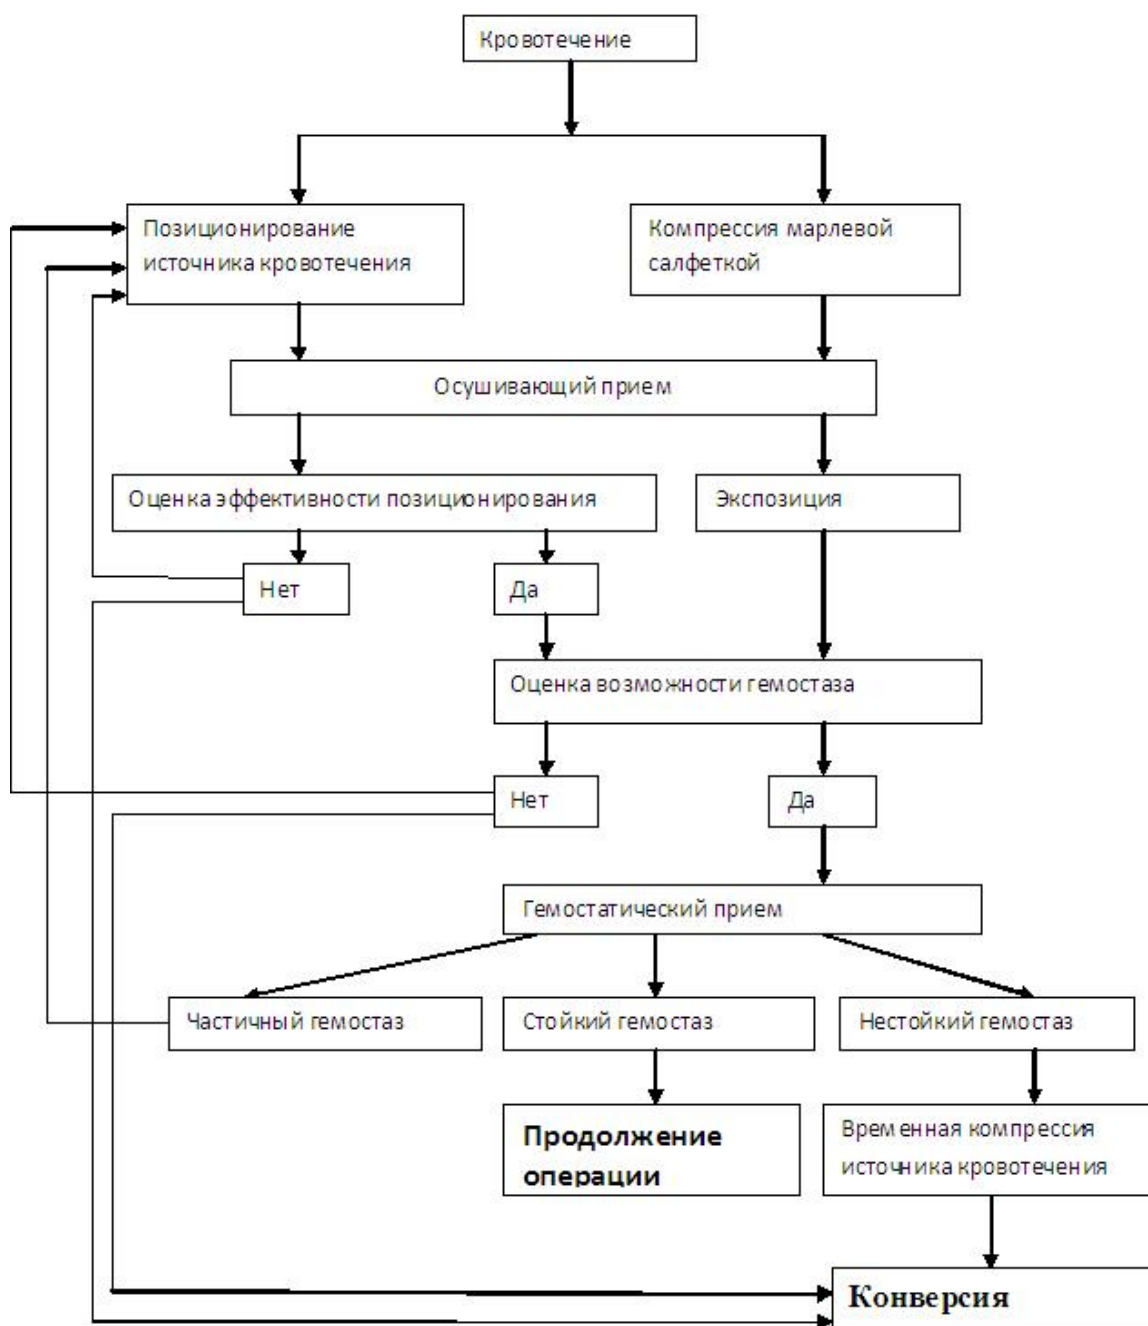 Кровотечение
Позиционирование
источника кровотечения
Компрессия марлевой
салфеткой
Осушивающий прием
Оценка эффективности позиционирования
Экспозиция
Нет
Да
Оценка возможности гемостаза
Нет
Да
Гемостатический прием
Частичный гемостаз
Стойкий гемостаз
Нестойкий гемостаз
Продолжение
операции
Временная компрессия
источника кровотечения
Конверсия